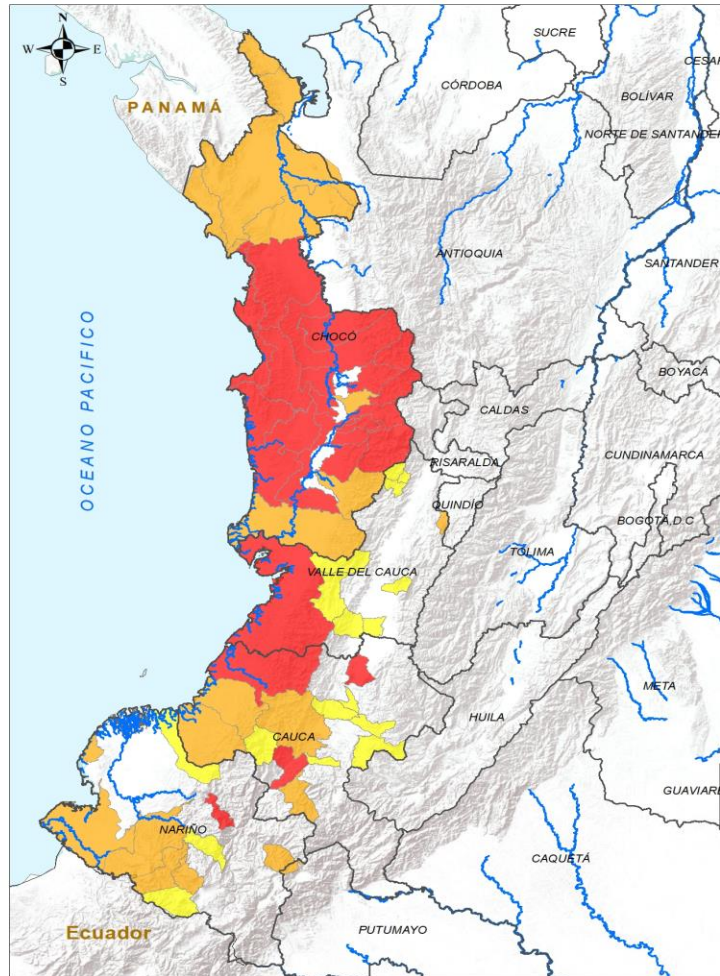 N
W E
S
SUCRE
CESAR
CÓRDOBA
BOLÍVAR
PANAMÁ
NORTE DE SANTANDER
ANTIOQUIA
SANTANDER
OCEANO PACIFICO
CHOCÓ
BOYACÁ
CALDAS
CUNDINAMARCA
RISARALDA
QUINDÍO
BOGOTÁ,D.C
TOLIMA
VALLE DEL CAUCA
META
HUILA
CAUCA
GUAVIARE
NARIÑO
CAQUETÁ
Ecuador
PUTUMAYO